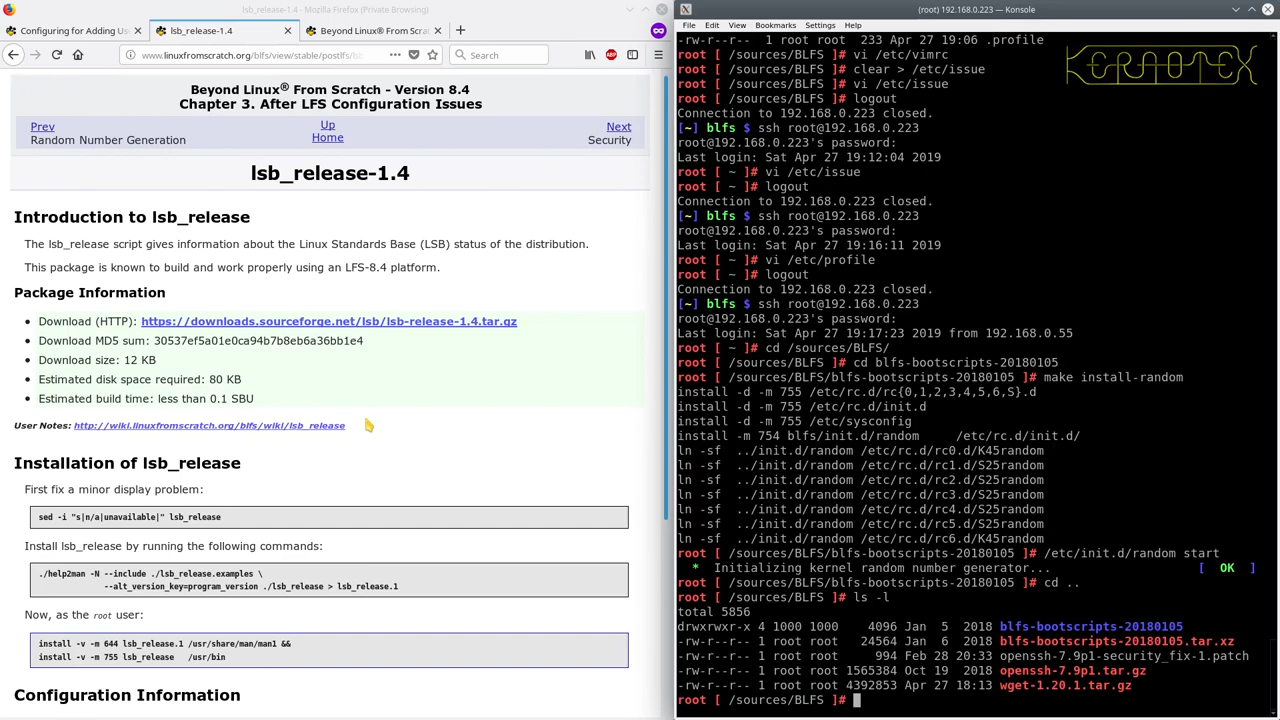 lsb_release-1.4 - Mozilla Firefox (Private Browsing)
Configuring for Adding Us
lsb_release-1.4
Beyond Linux® From Scra
www.linuxfromscratch.org/blfs/view/stable/postlfs/lsb
Search
Beyond Linux® From Scratch - Version 8.4
Chapter 3. After LFS Configuration Issues
Prev
Up
Next
Random Number Generation
Home
Security
lsb_release-1.4
Introduction to lsb_release
The lsb_release script gives information about the Linux Standards Base (LSB) status of the distribution.
This package is known to build and work properly using an LFS-8.4 platform.
Package Information
Download (HTTP): https://downloads.sourceforge.net/lsb/lsb-release-1.4.tar.gz
Download MD5 sum: 30537ef5a01e0ca94b7b8eb6a36bb1e4
Download size: 12 KB
Estimated disk space required: 80 KB
Estimated build time: less than 0.1 SBU
User Notes: http://wiki.linuxfromscratch.org/blfs/wiki/lsb_release
Installation of lsb_release
First fix a minor display problem:
sed -i "s|n/a|unavailable|" lsb_release
Install lsb_release by running the following commands:
./help2man -N --include ./lsb_release.examples \
--alt_version_key=program_version ./lsb_release > lsb_release.1
Now, as the root user:
install -v -m 644 lsb_release.1 /usr/share/man/man1 &&
install -v -m 755 lsb_release   /usr/bin
Configuration Information
(root) 192.168.0.223 — Konsole
File Edit View Bookmarks Settings Help
KERNOTEX
-rw-r--r--  1 root root  233 Apr 27 19:06 .profile
root [ /sources/BLFS ]# vi /etc/vimrc
root [ /sources/BLFS ]# clear > /etc/issue
root [ /sources/BLFS ]# vi /etc/issue
root [ /sources/BLFS ]# logout
Connection to 192.168.0.223 closed.
[~] blfs $ ssh root@192.168.0.223
root@192.168.0.223's password:
Last login: Sat Apr 27 19:12:04 2019
root [ ~ ]# vi /etc/issue
root [ ~ ]# logout
Connection to 192.168.0.223 closed.
[~] blfs $ ssh root@192.168.0.223
root@192.168.0.223's password:
Last login: Sat Apr 27 19:16:11 2019
root [ ~ ]# vi /etc/profile
root [ ~ ]# logout
Connection to 192.168.0.223 closed.
[~] blfs $ ssh root@192.168.0.223
root@192.168.0.223's password:
Last login: Sat Apr 27 19:17:23 2019 from 192.168.0.55
root [ ~ ]# cd /sources/BLFS/
root [ /sources/BLFS ]# cd blfs-bootscripts-20180105
root [ /sources/BLFS/blfs-bootscripts-20180105 ]# make install-random
install -d -m 755 /etc/rc.d/rc{0,1,2,3,4,5,6,S}.d
install -d -m 755 /etc/rc.d/init.d
install -d -m 755 /etc/sysconfig
install -m 754 blfs/init.d/random     /etc/rc.d/init.d/
ln -sf  ../init.d/random /etc/rc.d/rc0.d/K45random
ln -sf  ../init.d/random /etc/rc.d/rc1.d/S25random
ln -sf  ../init.d/random /etc/rc.d/rc2.d/S25random
ln -sf  ../init.d/random /etc/rc.d/rc3.d/S25random
ln -sf  ../init.d/random /etc/rc.d/rc4.d/S25random
ln -sf  ../init.d/random /etc/rc.d/rc5.d/S25random
ln -sf  ../init.d/random /etc/rc.d/rc6.d/K45random
root [ /sources/BLFS/blfs-bootscripts-20180105 ]# /etc/init.d/random start
*  Initializing kernel random number generator...  [  OK  ]
root [ /sources/BLFS/blfs-bootscripts-20180105 ]# cd ..
root [ /sources/BLFS ]# ls -l
total 5856
drwxrwxr-x 4 1000 1000    4096 Jan  5  2018 blfs-bootscripts-20180105
-rw-r--r-- 1 root root   24564 Jan  6  2018 blfs-bootscripts-20180105.tar.xz
-rw-r--r-- 1 root root     994 Feb 28 20:33 openssh-7.9p1-security_fix-1.patch
-rw-r--r-- 1 root root 1565384 Oct 19  2018 openssh-7.9p1.tar.gz
-rw-r--r-- 1 root root 4392853 Apr 27 18:13 wget-1.20.1.tar.gz
root [ /sources/BLFS ]#